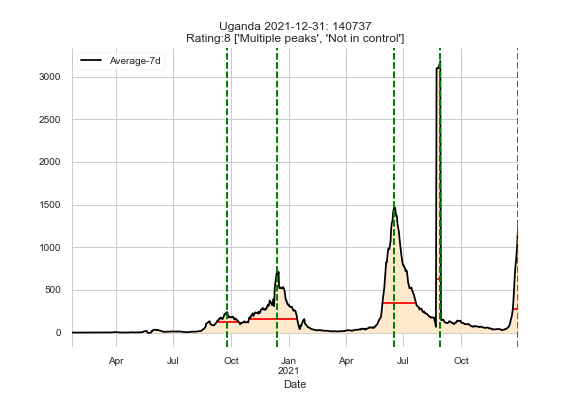 Uganda 2021-12-31: 140737
Rating:8 ['Multiple peaks', 'Not in control']
Average-7d
3000
2500
2000
1500
1000
500
0
Apr Jul Oct Jan Apr Jul Oct
2021
Date